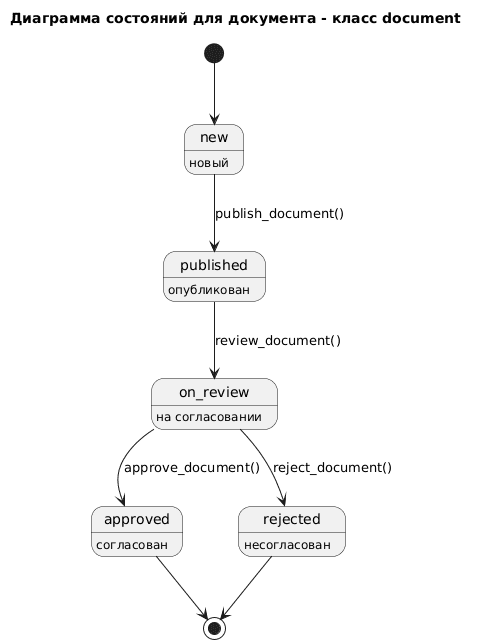 Диаграмма состояний для документа - класс document
new
новый
publish_document()
published
опубликован
review_document()
on_review
на согласовании
approve_document()
reject_document()
approved
согласован
rejected
несогласован